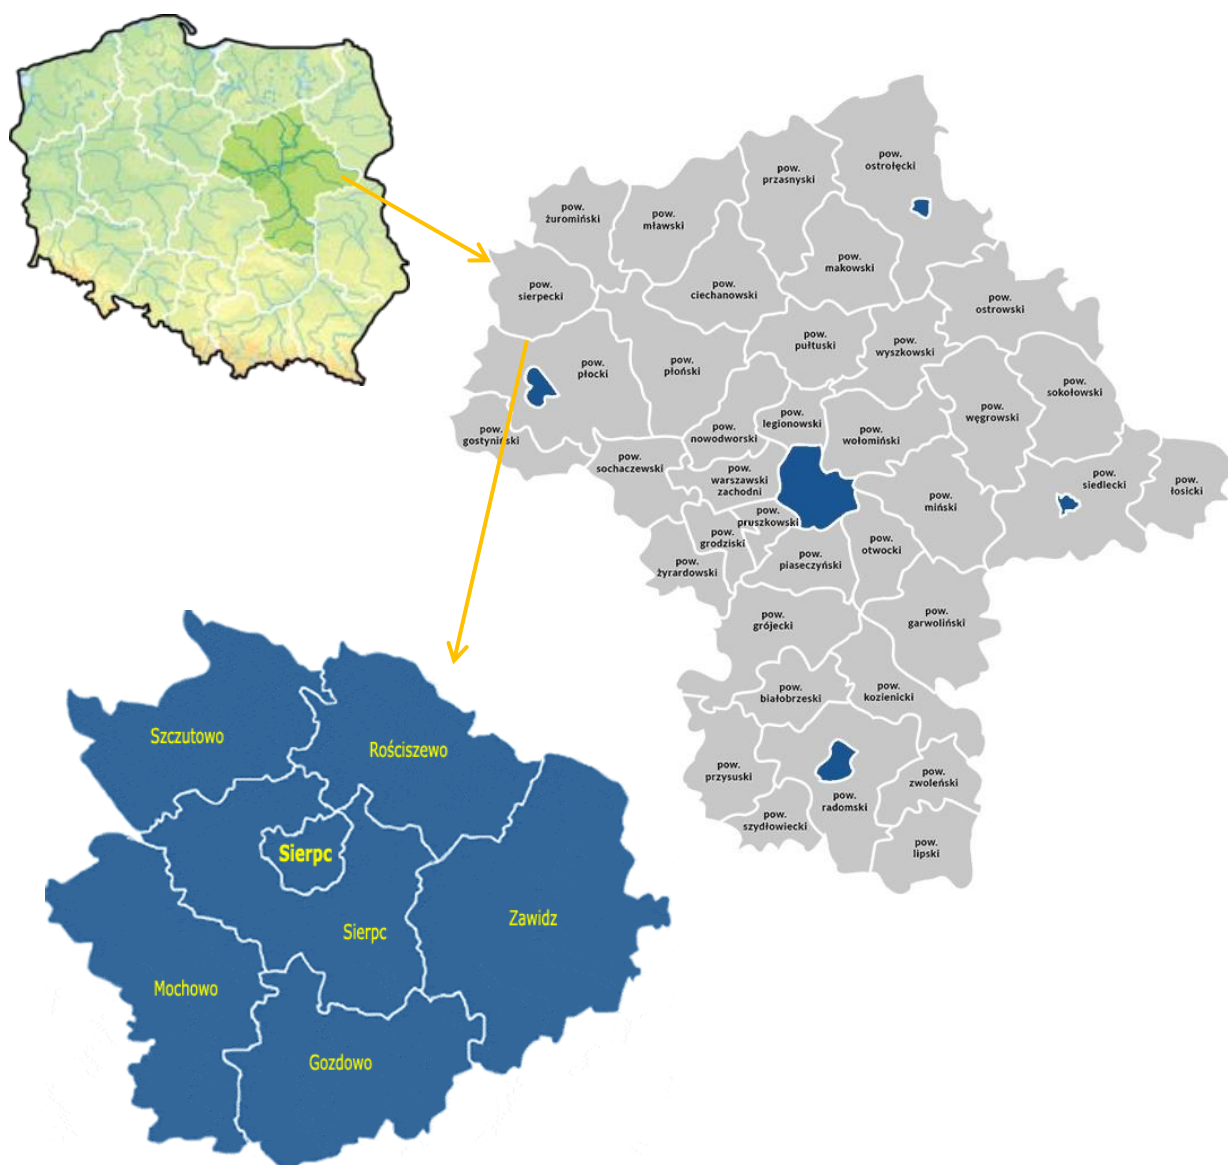 pow.
ostrołęcki
pow.
przasnyski
pow.
żuromiński
pow.
mławski
pow.
makowski
pow.
sierpecki
pow.
ciechanowski
pow.
ostrowski
pow.
pułtuski
pow.
wyszkowski
pow.
płocki
pow.
płoński
pow.
sokołowski
pow.
węgrowski
pow.
legionowski
pow.
gostyniński
pow.
nowodworski
pow.
wołomiński
pow.
sochaczewski
pow.
warszawski
zachodni
pow.
siedlecki
pow.
łosicki
pow.
miński
pow.
pruszkowski
pow.
grodziski
pow.
otwocki
pow.
piaseczyński
pow.
żyrardowski
pow.
grójecki
pow.
garwoliński
pow.
białobrzeski
pow.
kozienicki
pow.
przysuski
pow.
zwoleński
pow.
radomski
pow.
szydłowiecki
pow.
lipski
Szczutowo
Rościszewo
Sierpc
Sierpc
Zawidz
Mochowo
Gozdowo